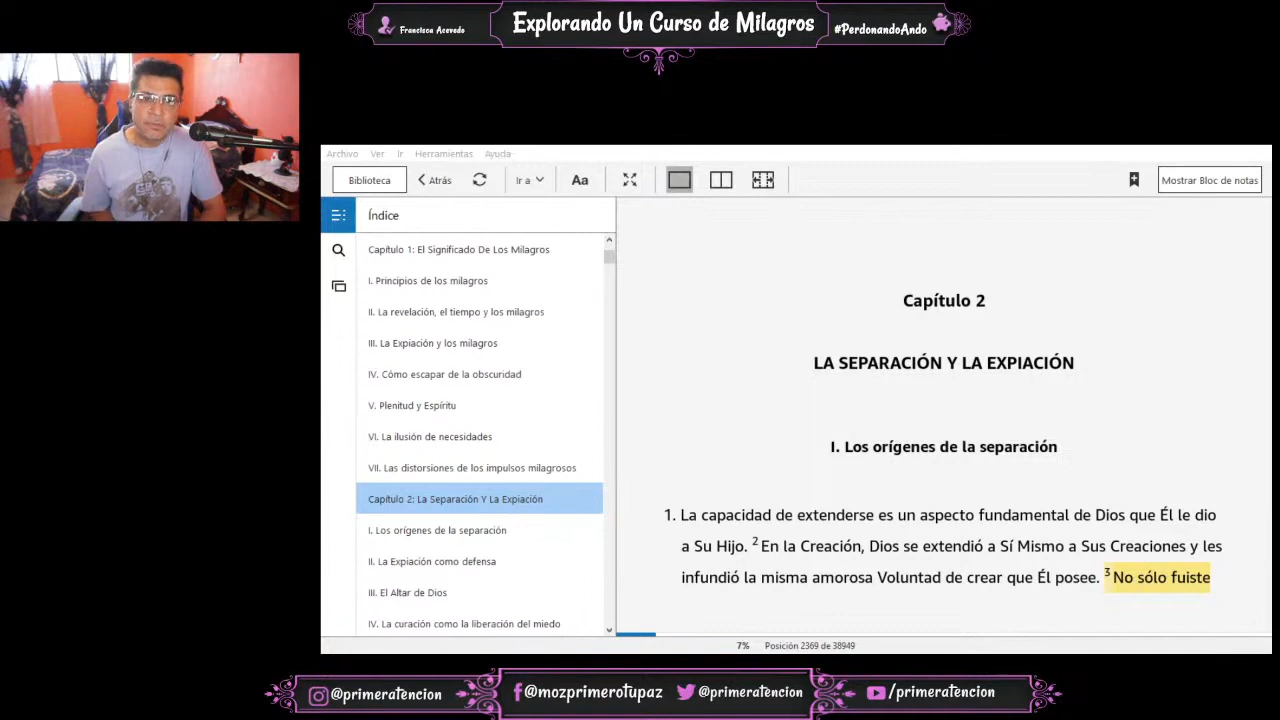 Francisca Acevedo
Explorando Un Curso de Milagros
#PerdonandoAndo
Archivo Ver Ir Herramientas Ayuda
Biblioteca Atrás Ir a Aa Mostrar Bloc de notas
Índice
Capítulo 1: El Significado De Los Milagros
I. Principios de los milagros
II. La revelación, el tiempo y los milagros
III. La Expiación y los milagros
IV. Cómo escapar de la obscuridad
V. Plenitud y Espíritu
VI. La ilusión de necesidades
VII. Las distorsiones de los impulsos milagrosos
Capítulo 2: La Separación Y La Expiación
I. Los orígenes de la separación
II. La Expiación como defensa
III. El Altar de Dios
IV. La curación como la liberación del miedo
Capítulo 2
LA SEPARACIÓN Y LA EXPIACIÓN
I. Los orígenes de la separación
1. La capacidad de extenderse es un aspecto fundamental de Dios que Él le dio
a Su Hijo. 2 En la Creación, Dios se extendió a Sí Mismo a Sus Creaciones y les
infundió la misma amorosa Voluntad de crear que Él posee. 3 No sólo fuiste
7% Posición 2369 de 38949
@primeratencion @mozprimerotupaz @primeratencion /primeratencion